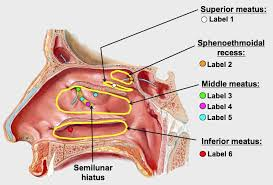 Superior meatus:
Label 1
Sphenoethmoidal
recess:
Label 2
Middle meatus:
Label 3
Label 4
Label 5
Inferior meatus:
Label 6
Semilunar
hiatus